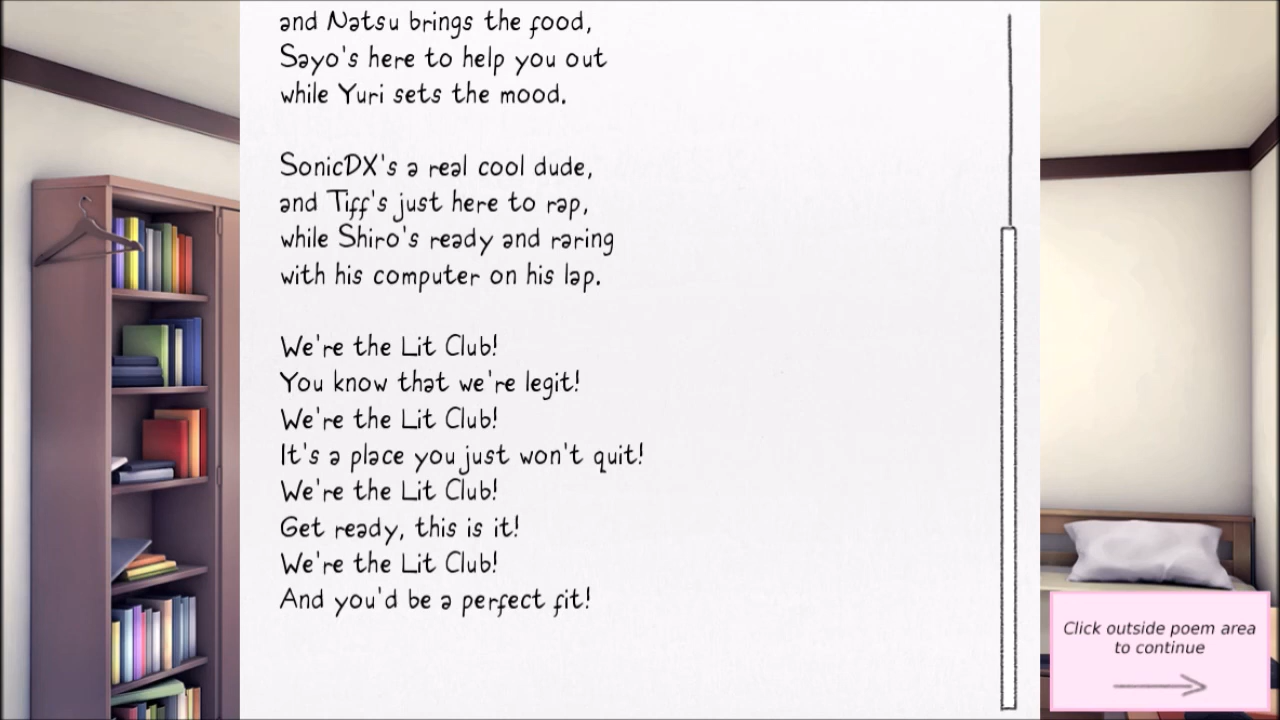 and Natsu brings the food,
Sayo's here to help you out
while Yuri sets the mood.
SonicDX's a real cool dude,
and Tiff's just here to rap,
while Shiro's ready and raring
with his computer on his lap.
We're the Lit Club!
You know that we're legit!
We're the Lit Club!
It's a place you just won't quit!
We're the Lit Club!
Get ready, this is it!
We're the Lit Club!
And you'd be a perfect fit!
Click outside poem area
to continue